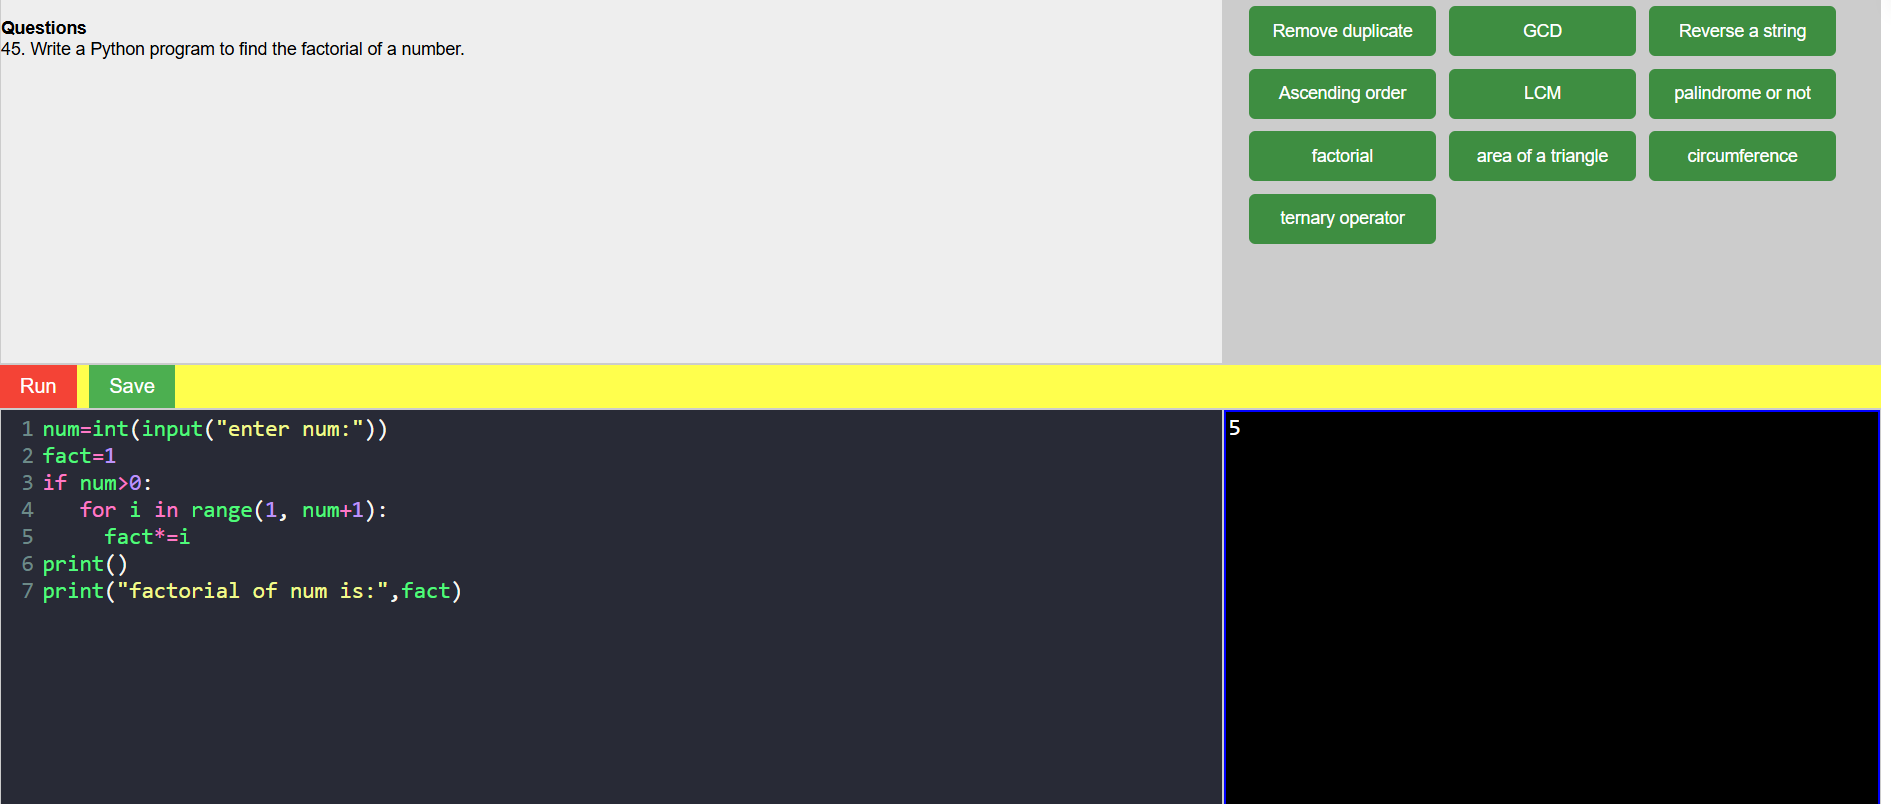 Questions
45. Write a Python program to find the factorial of a number.
Remove duplicate
GCD
Reverse a string
Ascending order
LCM
palindrome or not
factorial
area of a triangle
circumference
ternary operator
Run
Save
1 num=int(input("enter num:"))
2 fact=1
3 if num>0:
4    for i in range(1, num+1):
5      fact*=i
6 print()
7 print("factorial of num is:",fact)
5